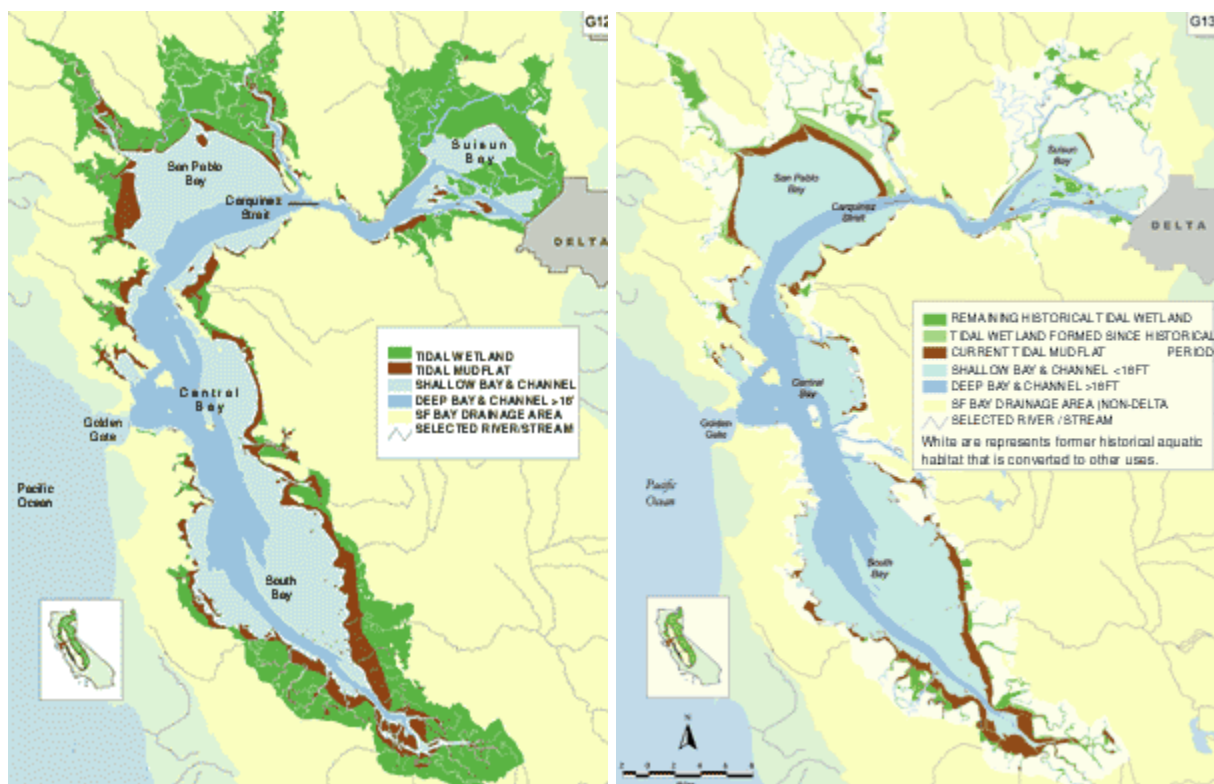 G12
San Pablo
Bay
Suisun
Bay
Carquinez
Strait
DELTA
TIDAL WETLAND
TIDAL MUDFLAT
SHALLOW BAY & CHANNEL
DEEP BAY & CHANNEL >18'
SF BAY DRAINAGE AREA
SELECTED RIVER/STREAM
Central
Bay
Golden
Gate
Pacific
Ocean
South
Bay
G13
San Pablo
Bay
Suisun
Bay
Carquinez
Strait
DELTA
REMAINING HISTORICAL TIDAL WETLAND
TIDAL WETLAND FORMED SINCE HISTORICAL
CURRENT TIDAL MUDFLAT PERIOD
SHALLOW BAY & CHANNEL <18FT
DEEP BAY & CHANNEL >18FT
SF BAY DRAINAGE AREA (NON-DELTA
SELECTED RIVER / STREAM
White are represents former historical aquatic
habitat that is converted to other uses.
Central
Bay
Golden
Gate
Pacific
Ocean
South
Bay
N